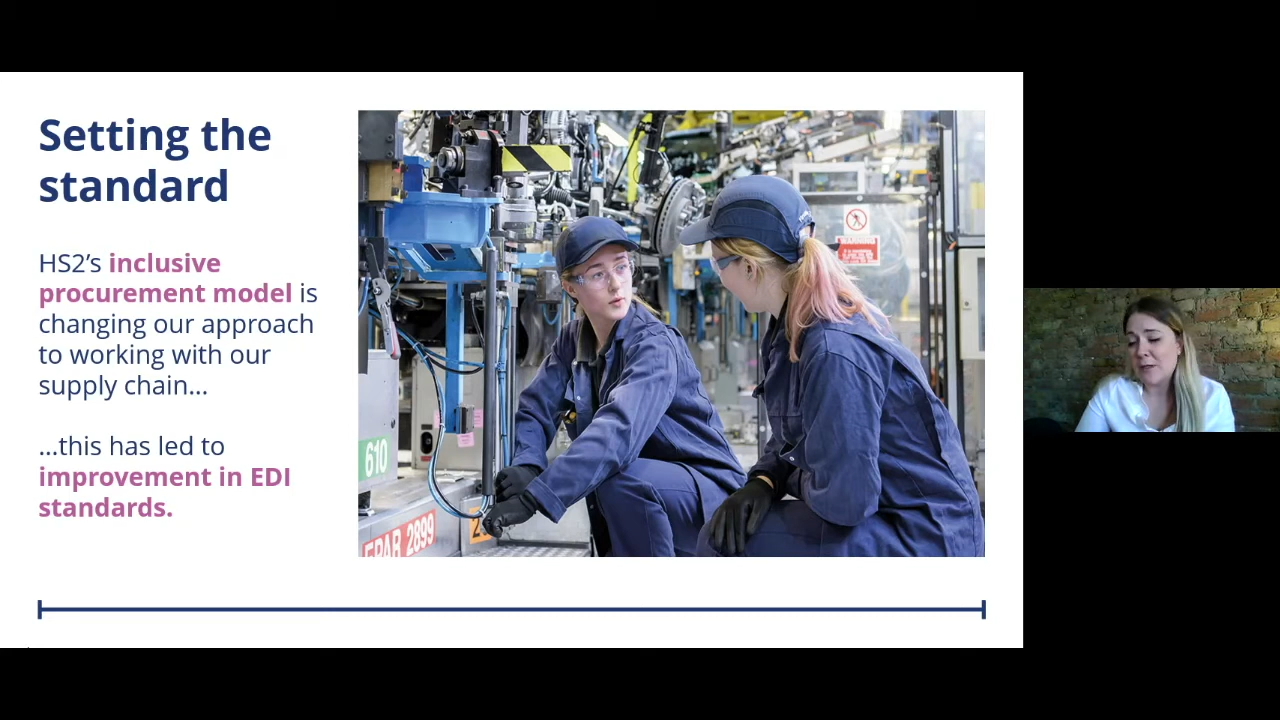 Setting the
standard
HS2’s inclusive
procurement model is
changing our approach
to working with our
supply chain...
...this has led to
improvement in EDI
standards.
WARNING
610
EPAR 2899